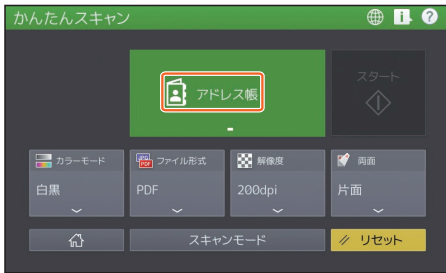 かんたんスキャン
アドレス帳
スタート
カラーモード
白黒
ファイル形式
PDF
解像度
200dpi
両面
片面
スキャンモード
リセット